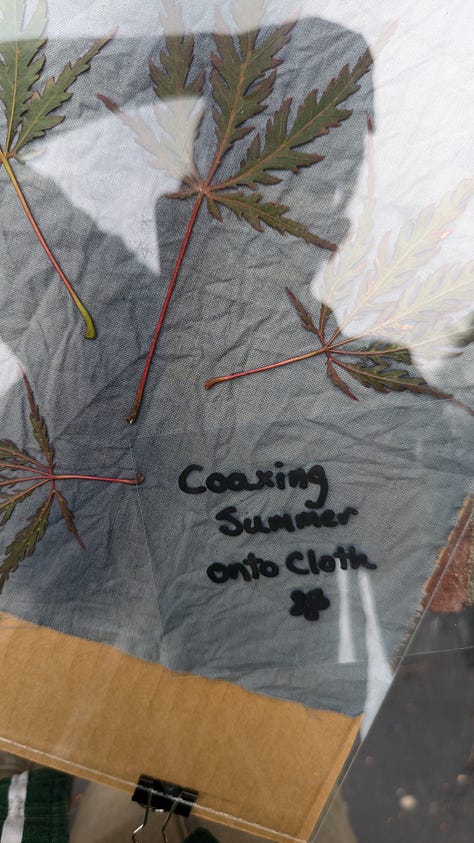 Coaxing
Summer
onto Cloth